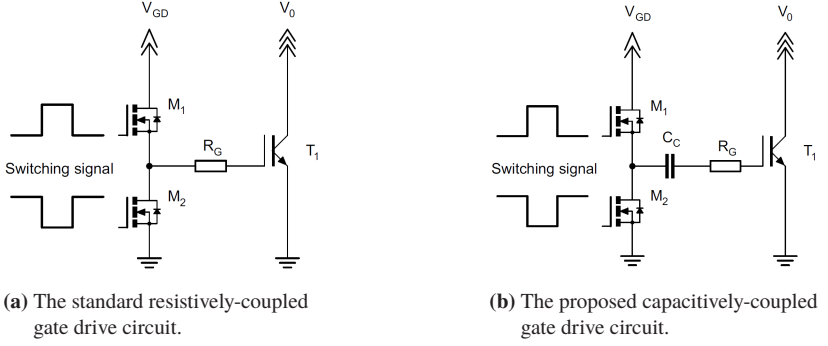 V_GD
V_0
M_1
R_G
T_1
Switching signal
M_2
(a) The standard resistively-coupled
gate drive circuit.
V_GD
V_0
M_1
C_C
R_G
T_1
Switching signal
M_2
(b) The proposed capacitively-coupled
gate drive circuit.